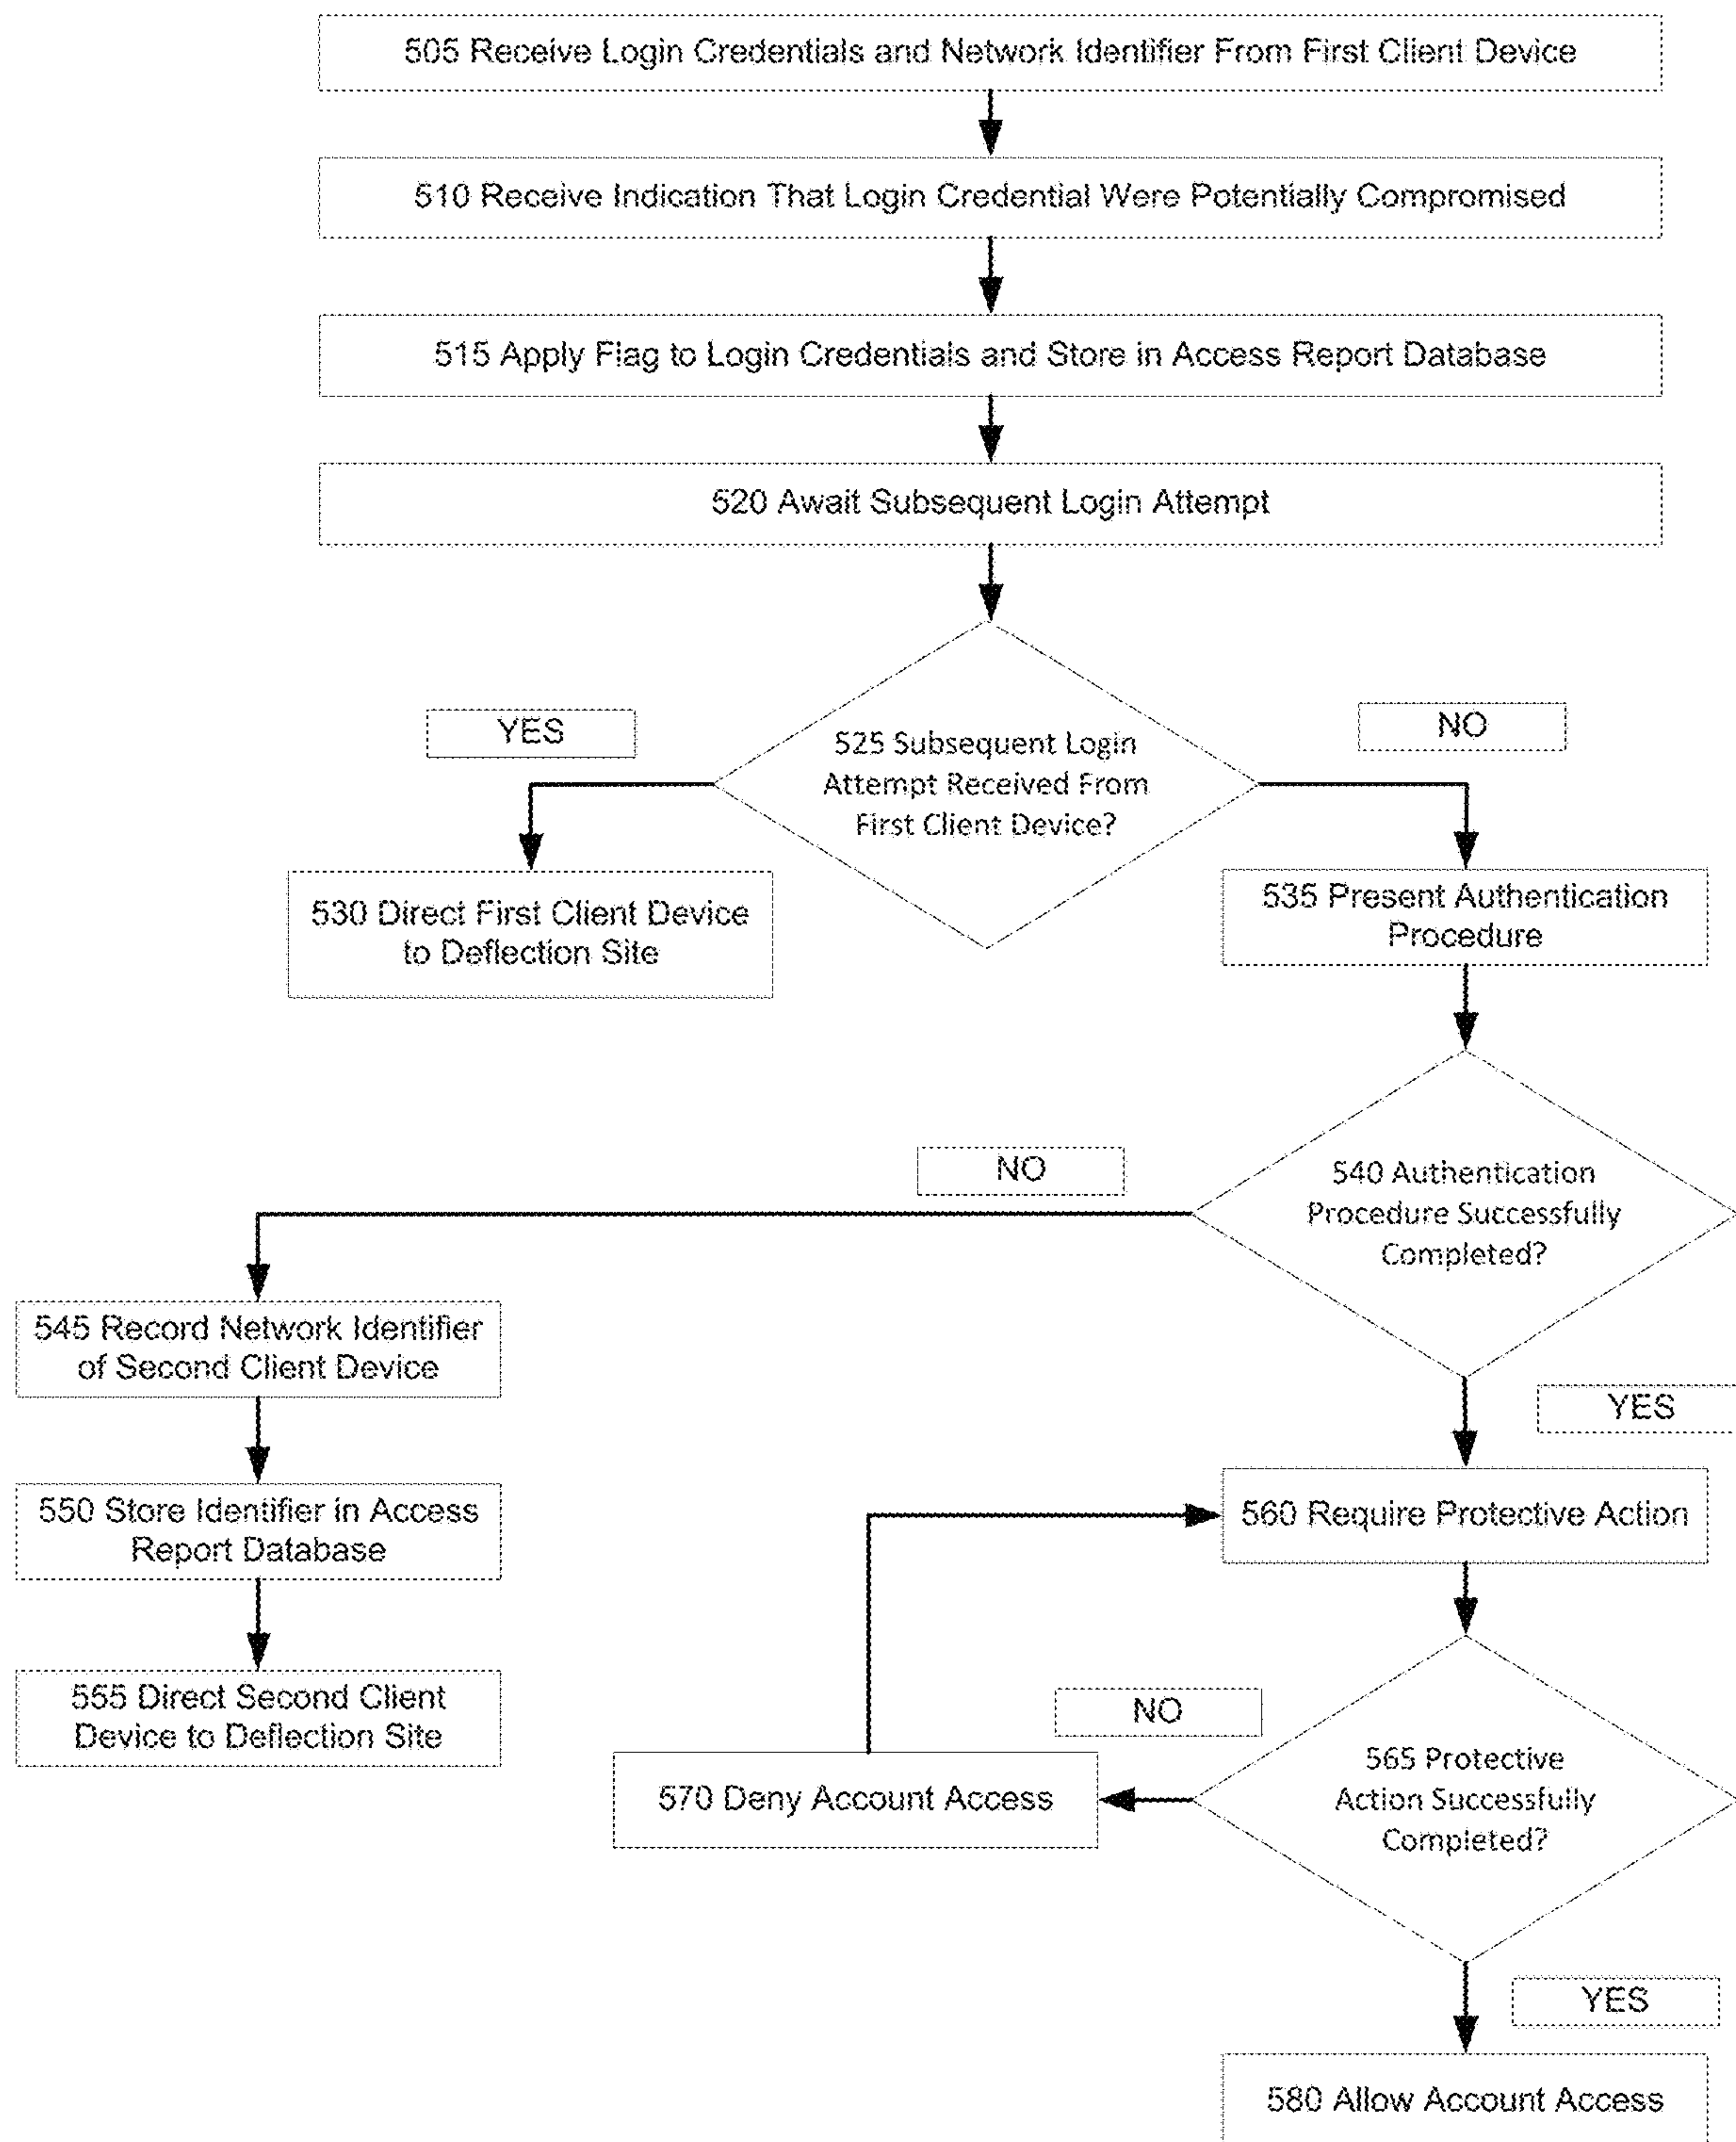 505 Receive Login Credentials and Network Identifier From First Client Device
510 Receive Indication That Login Credential Were Potentially Compromised
515 Apply Flag to Login Credentials and Store in Access Report Database
520 Await Subsequent Login Attempt
YES
NO
525 Subsequent Login
Attempt Received From
First Client Device?
530 Direct First Client Device
to Deflection Site
535 Present Authentication
Procedure
NO
540 Authentication
Procedure Successfully
Completed?
545 Record Network Identifier
of Second Client Device
YES
550 Store Identifier in Access
Report Database
560 Require Protective Action
555 Direct Second Client
Device to Deflection Site
NO
565 Protective
Action Successfully
Completed?
570 Deny Account Access
YES
580 Allow Account Access